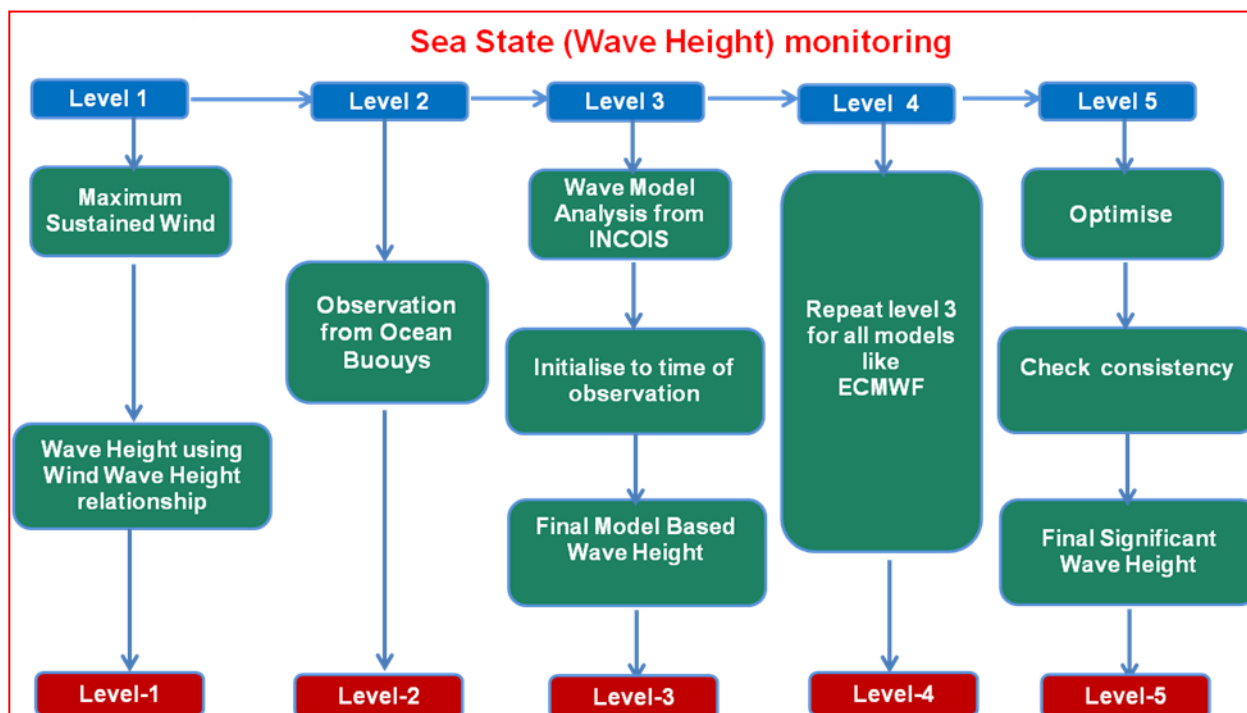 Sea State (Wave Height) monitoring
Level 1
Level 2
Level 3
Level 4
Level 5
Maximum
Sustained Wind
Wave Height using
Wind Wave Height
relationship
Level-1
Observation
from Ocean
Buouys
Level-2
Wave Model
Analysis from
INCOIS
Initialise to time of
observation
Final Model Based
Wave Height
Level-3
Repeat level 3
for all models
like
ECMWF
Level-4
Optimise
Check consistency
Final Significant
Wave Height
Level-5